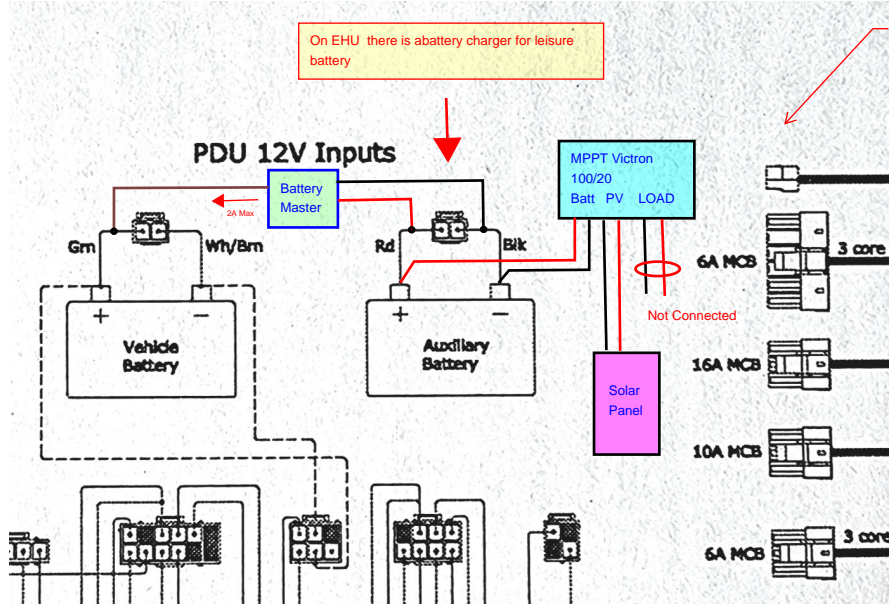 On EHU there is abattery charger for leisure
battery
PDU 12V Inputs
MPPT Victron
100/20
Batt PV LOAD
Battery
Master
2A Max
Grn
Wh/Brn
Rd
Blk
6A MCB
3 core
Not Connected
+
−
Vehicle
Battery
+
−
Auxiliary
Battery
16A MCB
Solar
Panel
10A MCB
6A MCB
3 core